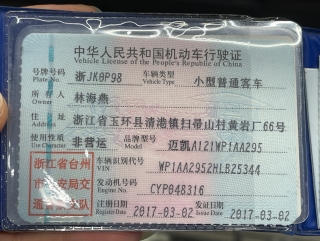 中华人民共和国机动车行驶证
Vehicle License of the People's Republic of China
号牌号码 浙JK0P98 车辆类型 小型普通客车
Plate No. Vehicle Type
所有人 林海燕
Owner
住址 浙江省玉环县清港镇扫帚山村黄岩厂66号
Address
使用性质 非营运 品牌型号 迈凯A121WP1AA295
Use Character Model
浙江省台州 车辆识别代号 WP1AA2952HLB25344
VIN
市公安局交 发动机号码 CYP048316
Engine No.
通警察支队 注册日期 2017-03-02 发证日期 2017-03-02
Register Date Issue Date